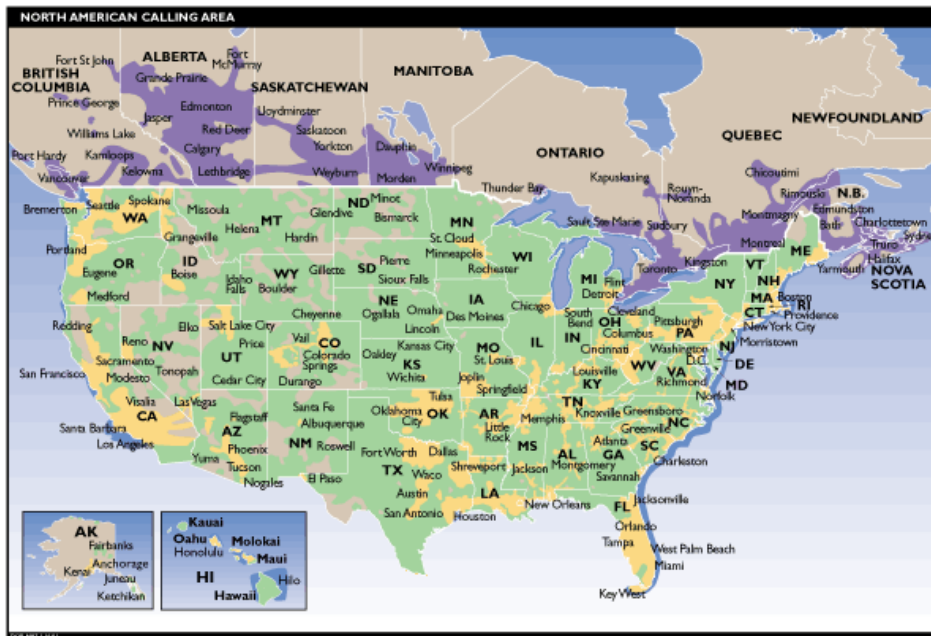 NORTH AMERICAN CALLING AREA
Fort St John
ALBERTA
Fort
McMurray
BRITISH
COLUMBIA
Grande Prairie
SASKATCHEWAN
MANITOBA
Prince George
Edmonton
Lloydminster
Jasper
NEWFOUNDLAND
Williams Lake
Red Deer
Saskatoon
QUEBEC
Calgary
Yorkton
Dauphin
ONTARIO
Port Hardy
Kamloops
Chicoutimi
Kelowna
Lethbridge
Weyburn
Morden
Winnipeg
Kapuskasing
Rouyn-
Noranda
Rimouski
N.B.
Vancouver
Thunder Bay
Edmundston
Bremerton
Seattle
Spokane
WA
Missoula
MT
ND
Minot
MN
Sault Ste Marie
Sudbury
Montmagny
Charlottetown
Helena
Glendive
Bismarck
St. Cloud
Truro
Halifax
Grangeville
Hardin
Minneapolis
Montreal
ME
Yarmouth
NOVA
SCOTIA
Portland
OR
ID
Boise
WI
Toronto
Kingston
VT
Eugene
Idaho
Falls
WY
Boulder
Gillette
SD
Pierre
Sioux Falls
Rochester
MI
Flint
Detroit
NY
NH
MA
Boston
RI
Providence
CT
Medford
NE
Ogallala
Omaha
IA
Des Moines
Chicago
South
Bend
Cleveland
OH
Columbus
Pittsburgh
PA
New York City
Morristown
NJ
Redding
Elko
Salt Lake City
Cheyenne
Lincoln
Reno
NV
Price
UT
Vail
CO
Colorado
Springs
Oakley
Kansas City
KS
Wichita
MO
St. Louis
IL
IN
Cincinnati
Washington
D.C.
DE
MD
Sacramento
San Francisco
Modesto
Tonopah
Cedar City
Durango
Joplin
Springfield
Louisville
KY
WV
VA
Richmond
Norfolk
Visalia
CA
Las Vegas
Flagstaff
Santa Fe
Albuquerque
Tulsa
Oklahoma
City
OK
AR
Little
Rock
Memphis
TN
Knoxville
Greensboro
NC
Greenville
Santa Barbara
Los Angeles
AZ
Phoenix
NM
Roswell
Fort Worth
Dallas
MS
AL
Atlanta
GA
SC
Charleston
Yuma
Tucson
Nogales
El Paso
TX
Waco
Shreveport
Jackson
Montgomery
Savannah
Austin
San Antonio
Houston
LA
New Orleans
FL
Jacksonville
Orlando
Tampa
West Palm Beach
Miami
Key West
AK
Fairbanks
Anchorage
Kenai
Juneau
Ketchikan
Kauai
Oahu
Honolulu
Molokai
Maui
HI
Hilo
Hawaii